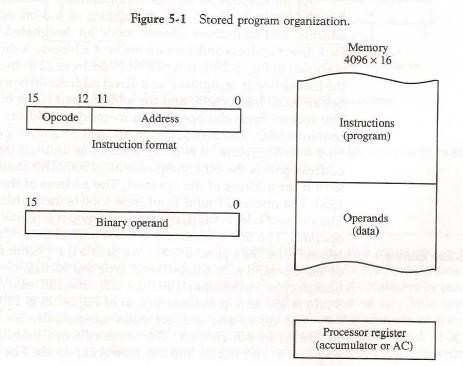 Figure 5-1 Stored program organization.
Memory
4096 × 16
15 12 11 0
Opcode Address
Instruction format
Instructions
(program)
15 0
Binary operand
Operands
(data)
Processor register
(accumulator or AC)